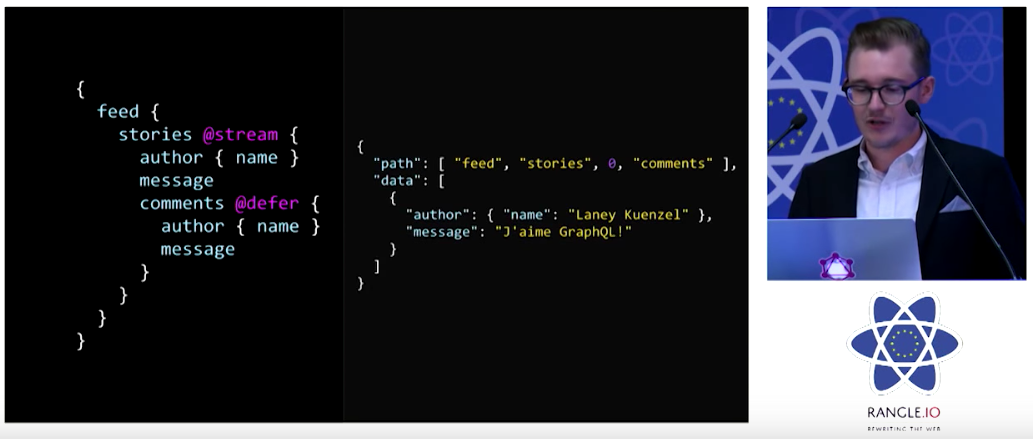 {
  feed {
    stories @stream {
      author { name }
      message
      comments @defer {
        author { name }
        message
      }
    }
  }
}
{
  "path": [ "feed", "stories", 0, "comments" ],
  "data": [
    {
      "author": { "name": "Laney Kuenzel" },
      "message": "J'aime GraphQL!"
    }
  ]
}
RANGLE.IO
REWRITING THE WEB